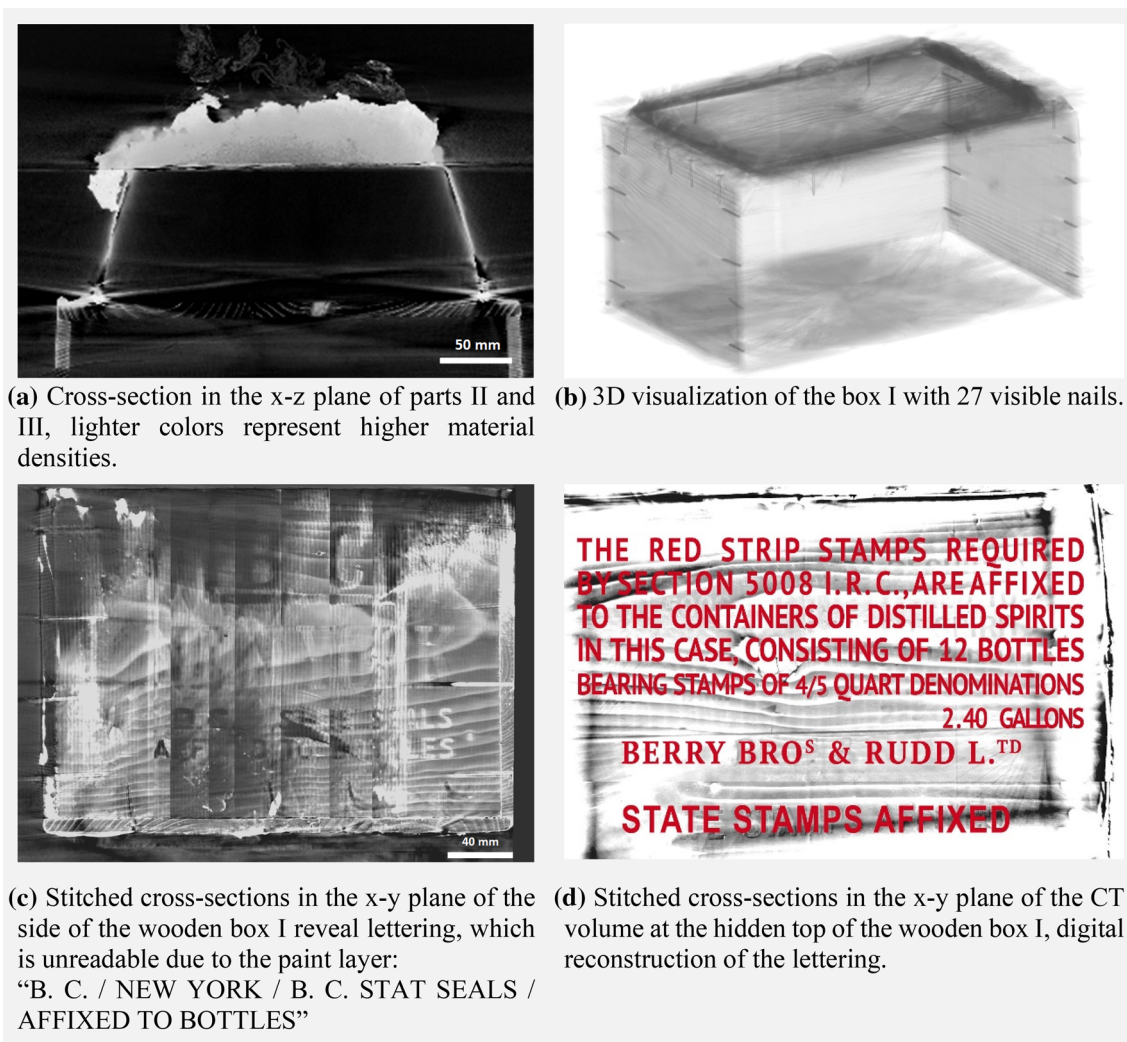 50 mm
(a) Cross-section in the x-z plane of parts II and
III, lighter colors represent higher material
densities.
(b) 3D visualization of the box I with 27 visible nails.
B C
SEALS
40 mm
(c) Stitched cross-sections in the x-y plane of the
side of the wooden box I reveal lettering, which
is unreadable due to the paint layer:
“B. C. / NEW YORK / B. C. STAT SEALS /
AFFIXED TO BOTTLES”
THE RED STRIP STAMPS REQUIRED
BY SECTION 5008 I.R.C., ARE AFFIXED
TO THE CONTAINERS OF DISTILLED SPIRITS
IN THIS CASE, CONSISTING OF 12 BOTTLES
BEARING STAMPS OF 4/5 QUART DENOMINATIONS
2.40 GALLONS
BERRY BROS & RUDD L.TD
STATE STAMPS AFFIXED
(d) Stitched cross-sections in the x-y plane of the CT
volume at the hidden top of the wooden box I, digital
reconstruction of the lettering.